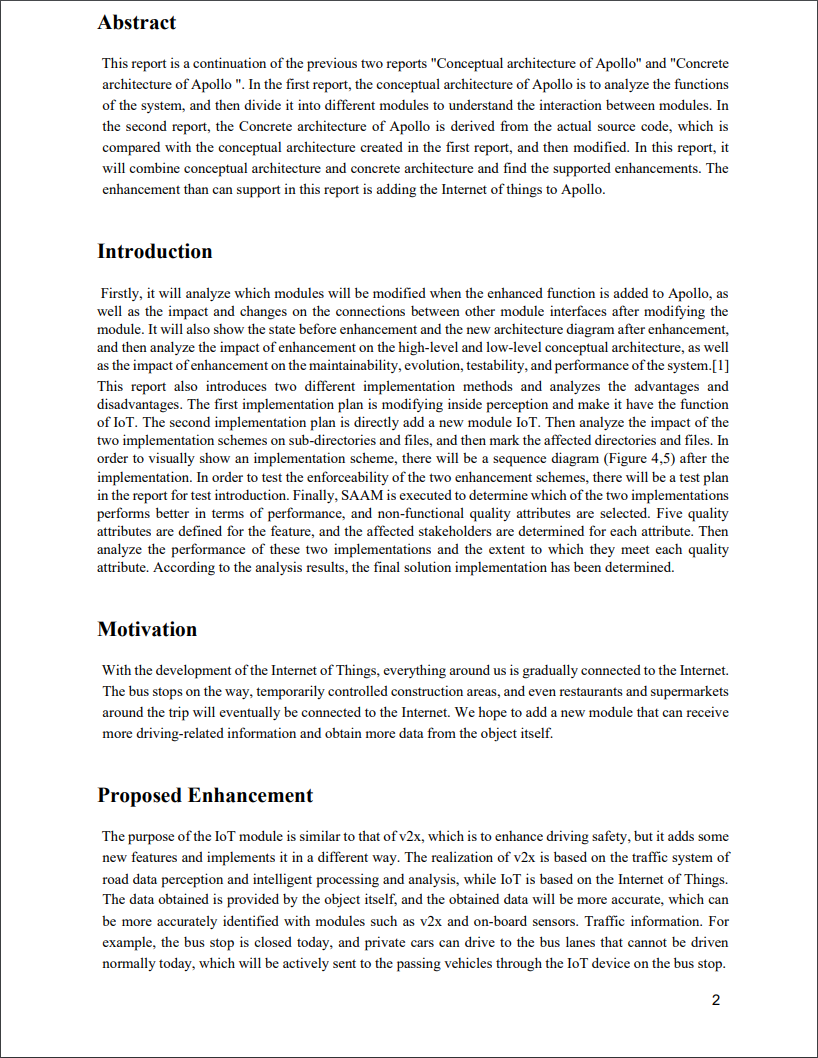 Abstract
This report is a continuation of the previous two reports "Conceptual architecture of Apollo" and "Concrete
architecture of Apollo ". In the first report, the conceptual architecture of Apollo is to analyze the functions
of the system, and then divide it into different modules to understand the interaction between modules. In
the second report, the Concrete architecture of Apollo is derived from the actual source code, which is
compared with the conceptual architecture created in the first report, and then modified. In this report, it
will combine conceptual architecture and concrete architecture and find the supported enhancements. The
enhancement than can support in this report is adding the Internet of things to Apollo.
Introduction
Firstly, it will analyze which modules will be modified when the enhanced function is added to Apollo, as
well as the impact and changes on the connections between other module interfaces after modifying the
module. It will also show the state before enhancement and the new architecture diagram after enhancement,
and then analyze the impact of enhancement on the high-level and low-level conceptual architecture, as well
as the impact of enhancement on the maintainability, evolution, testability, and performance of the system.[1]
This report also introduces two different implementation methods and analyzes the advantages and
disadvantages. The first implementation plan is modifying inside perception and make it have the function
of IoT. The second implementation plan is directly add a new module IoT. Then analyze the impact of the
two implementation schemes on sub-directories and files, and then mark the affected directories and files. In
order to visually show an implementation scheme, there will be a sequence diagram (Figure 4,5) after the
implementation. In order to test the enforceability of the two enhancement schemes, there will be a test plan
in the report for test introduction. Finally, SAAM is executed to determine which of the two implementations
performs better in terms of performance, and non-functional quality attributes are selected. Five quality
attributes are defined for the feature, and the affected stakeholders are determined for each attribute. Then
analyze the performance of these two implementations and the extent to which they meet each quality
attribute. According to the analysis results, the final solution implementation has been determined.
Motivation
With the development of the Internet of Things, everything around us is gradually connected to the Internet.
The bus stops on the way, temporarily controlled construction areas, and even restaurants and supermarkets
around the trip will eventually be connected to the Internet. We hope to add a new module that can receive
more driving-related information and obtain more data from the object itself.
Proposed Enhancement
The purpose of the IoT module is similar to that of v2x, which is to enhance driving safety, but it adds some
new features and implements it in a different way. The realization of v2x is based on the traffic system of
road data perception and intelligent processing and analysis, while IoT is based on the Internet of Things.
The data obtained is provided by the object itself, and the obtained data will be more accurate, which can
be more accurately identified with modules such as v2x and on-board sensors. Traffic information. For
example, the bus stop is closed today, and private cars can drive to the bus lanes that cannot be driven
normally today, which will be actively sent to the passing vehicles through the IoT device on the bus stop.
2